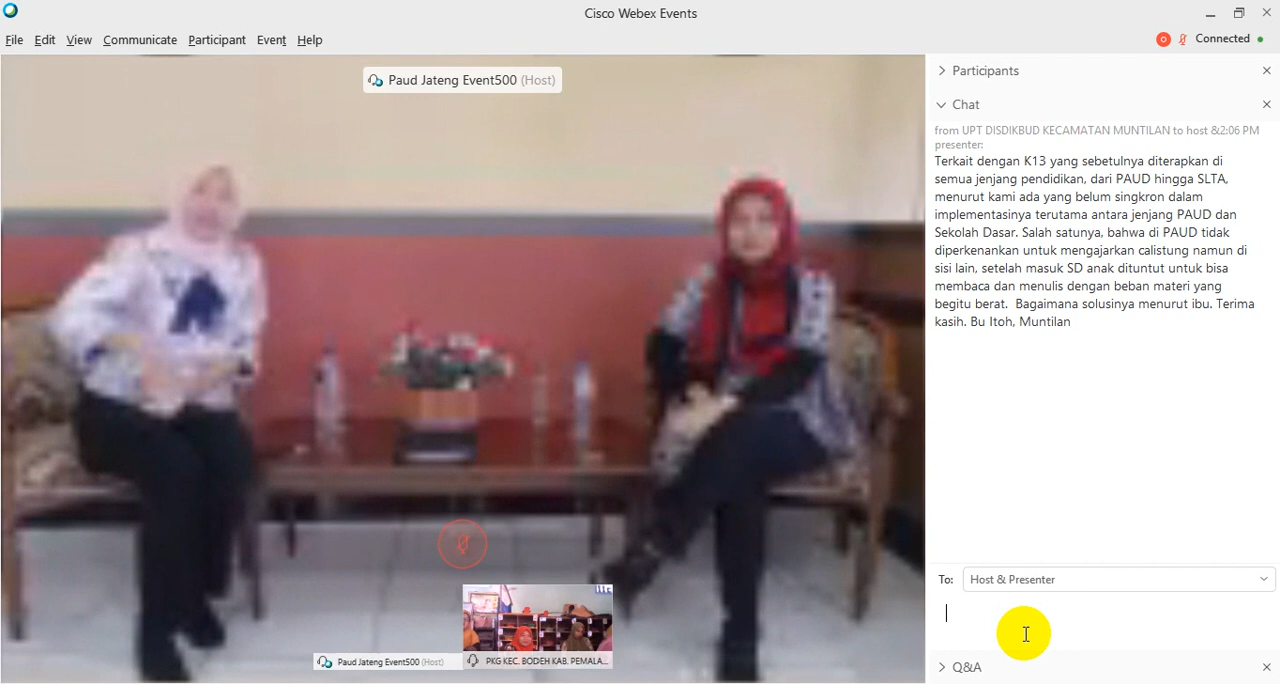 Cisco Webex Events
File Edit View Communicate Participant Event Help
Connected
Paud Jateng Event500 (Host)
Participants
Chat
from UPT DISDIKBUD KECAMATAN MUNTILAN to host &2:06 PM
presenter:
Terkait dengan K13 yang sebetulnya diterapkan di
semua jenjang pendidikan, dari PAUD hingga SLTA,
menurut kami ada yang belum singkron dalam
implementasinya terutama antara jenjang PAUD dan
Sekolah Dasar. Salah satunya, bahwa di PAUD tidak
diperkenankan untuk mengajarkan calistung namun di
sisi lain, setelah masuk SD anak dituntut untuk bisa
membaca dan menulis dengan beban materi yang
begitu berat. Bagaimana solusinya menurut ibu. Terima
kasih. Bu Itoh, Muntilan
To: Host & Presenter
Paud Jateng Event500 (Host)
PKG KEC. BODEH KAB. PEMALA...
Q&A